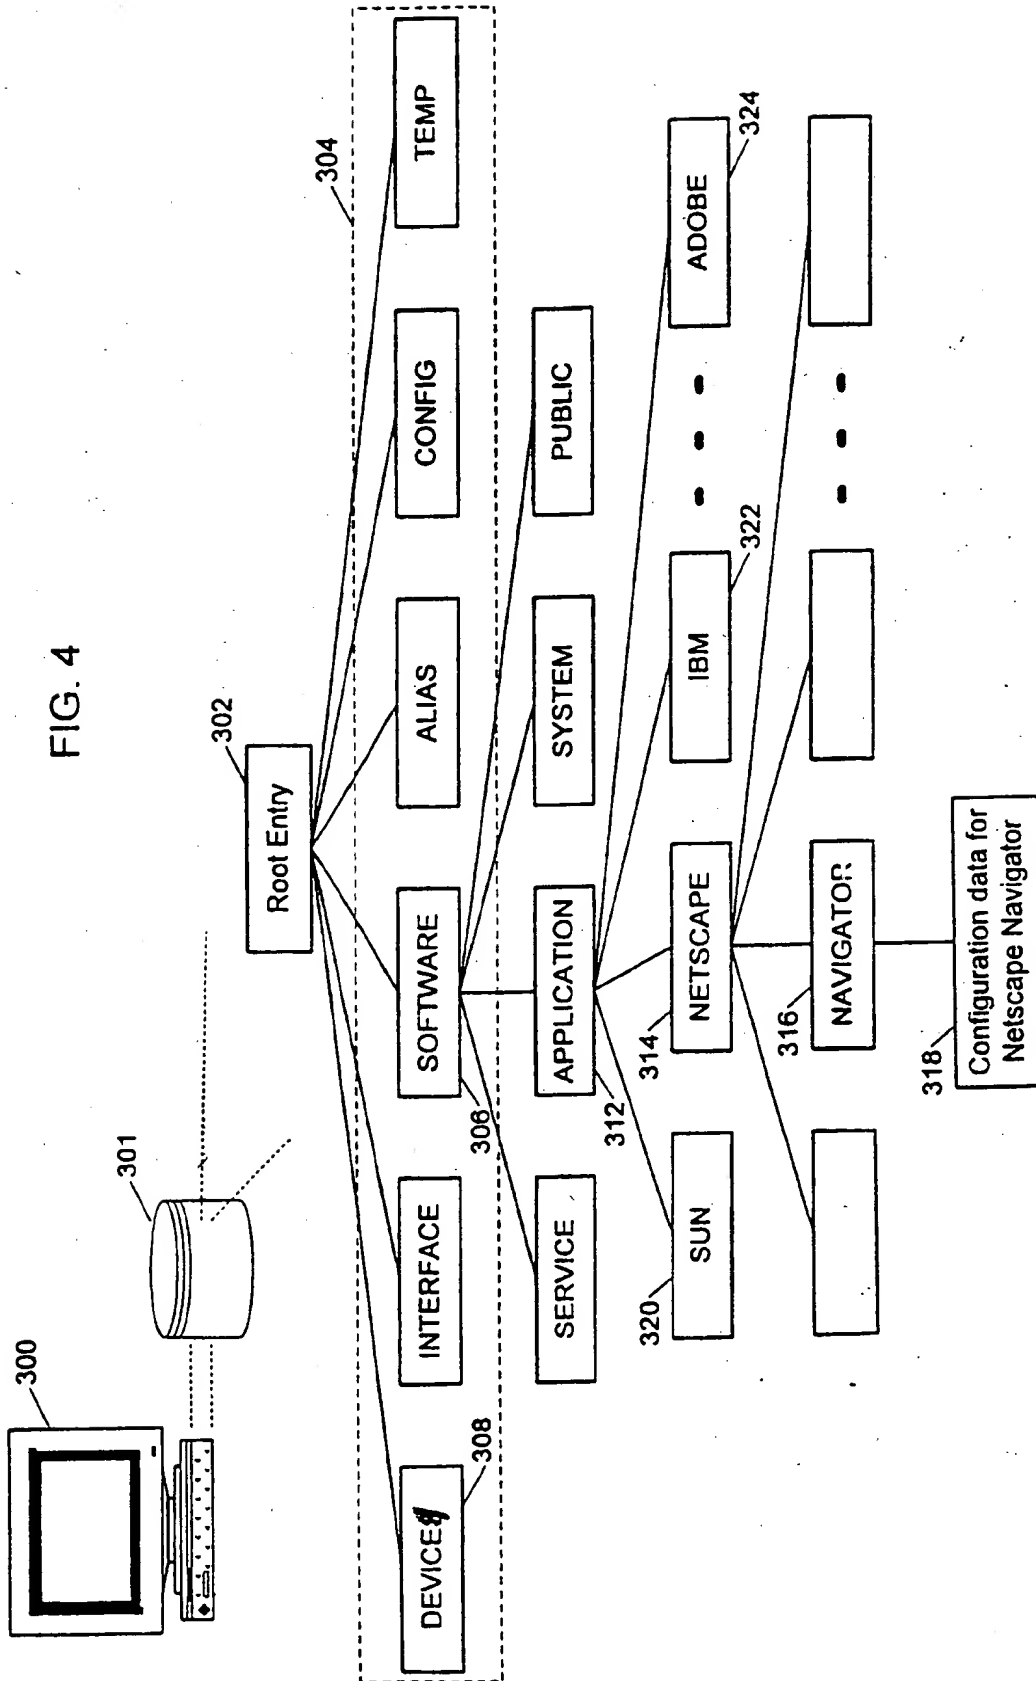 FIG. 4
300
301
302
Root Entry
304
DEVICE
308
INTERFACE
SOFTWARE
306
ALIAS
CONFIG
TEMP
SERVICE
APPLICATION
312
SYSTEM
PUBLIC
320
SUN
314
NETSCAPE
IBM
322
ADOBE
324
316
NAVIGATOR
318
Configuration data for
Netscape Navigator